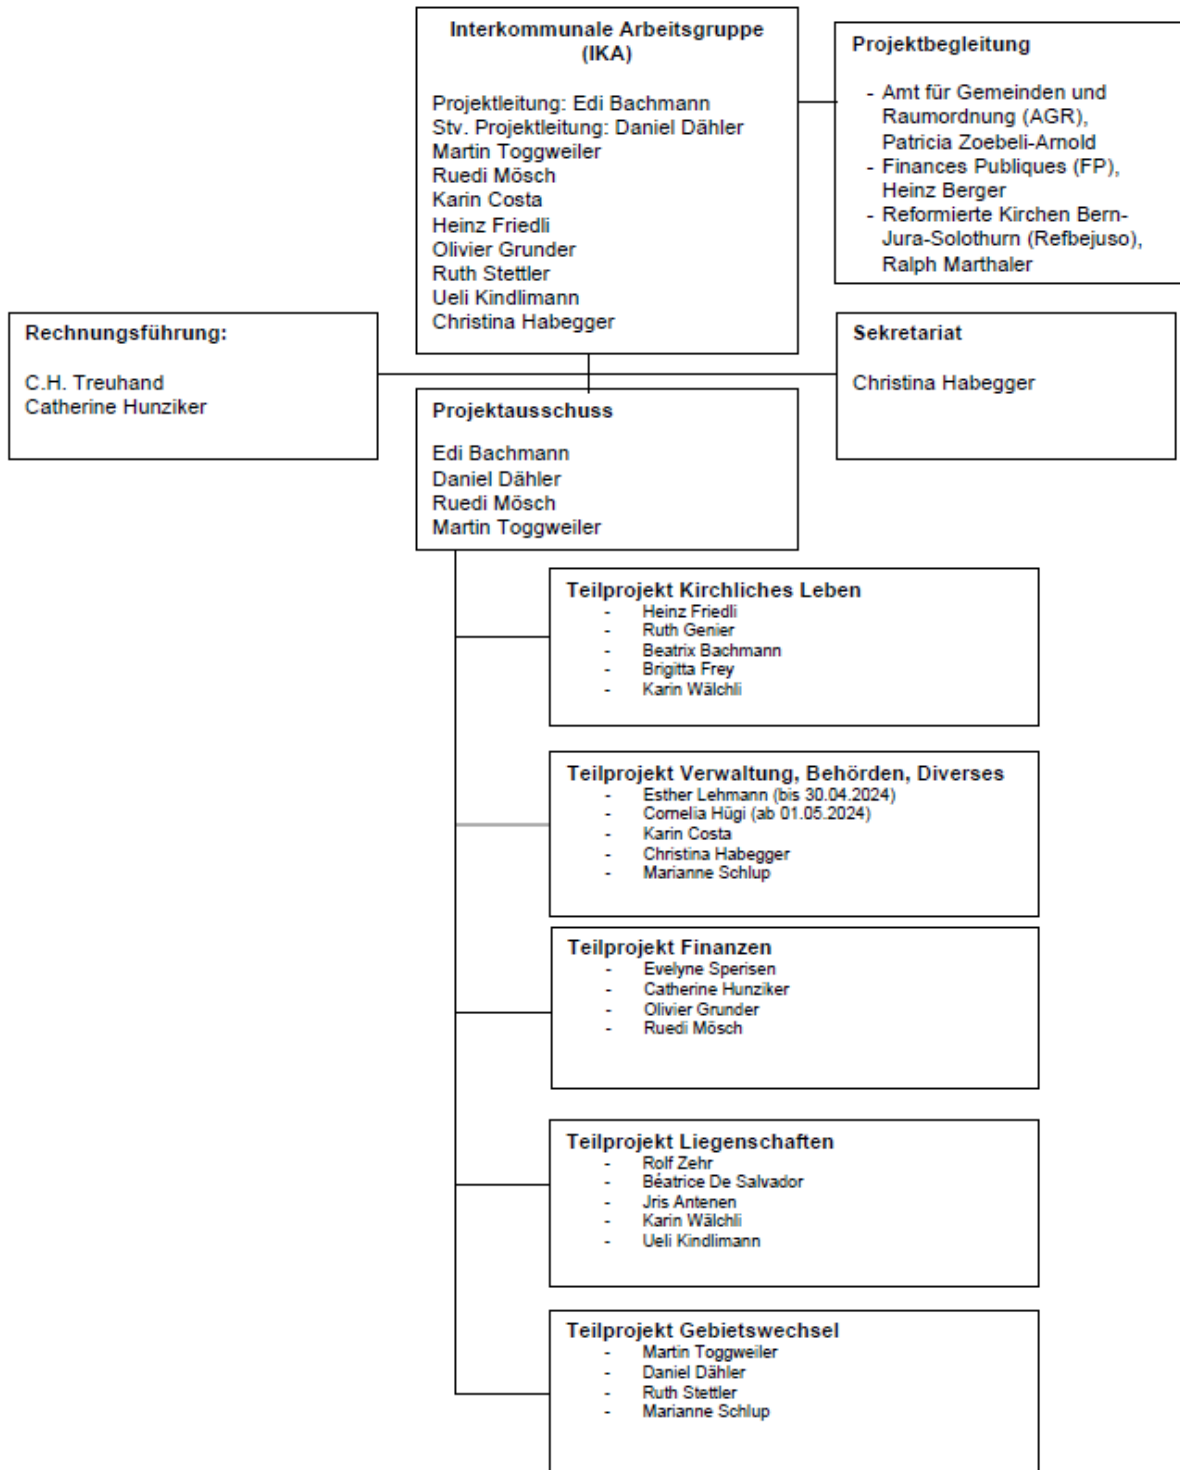 Interkommunale Arbeitsgruppe
(IKA)
Projektleitung: Edi Bachmann
Stv. Projektleitung: Daniel Dähler
Martin Toggweiler
Ruedi Mösch
Karin Costa
Heinz Friedli
Olivier Grunder
Ruth Stettler
Ueli Kindlimann
Christina Habegger
Projektbegleitung
- Amt für Gemeinden und
Raumordnung (AGR),
Patricia Zoebeli-Arnold
- Finances Publiques (FP),
Heinz Berger
- Reformierte Kirchen Bern-
Jura-Solothurn (Refbejuso),
Ralph Marthaler
Rechnungsführung:
C.H. Treuhand
Catherine Hunziker
Sekretariat
Christina Habegger
Projektausschuss
Edi Bachmann
Daniel Dähler
Ruedi Mösch
Martin Toggweiler
Teilprojekt Kirchliches Leben
- Heinz Friedli
- Ruth Genier
- Beatrix Bachmann
- Brigitta Frey
- Karin Wälchli
Teilprojekt Verwaltung, Behörden, Diverses
- Esther Lehmann (bis 30.04.2024)
- Cornelia Hügi (ab 01.05.2024)
- Karin Costa
- Christina Habegger
- Marianne Schlup
Teilprojekt Finanzen
- Evelyne Sperisen
- Catherine Hunziker
- Olivier Grunder
- Ruedi Mösch
Teilprojekt Liegenschaften
- Rolf Zehr
- Béatrice De Salvador
- Jris Antenen
- Karin Wälchli
- Ueli Kindlimann
Teilprojekt Gebietswechsel
- Martin Toggweiler
- Daniel Dähler
- Ruth Stettler
- Marianne Schlup